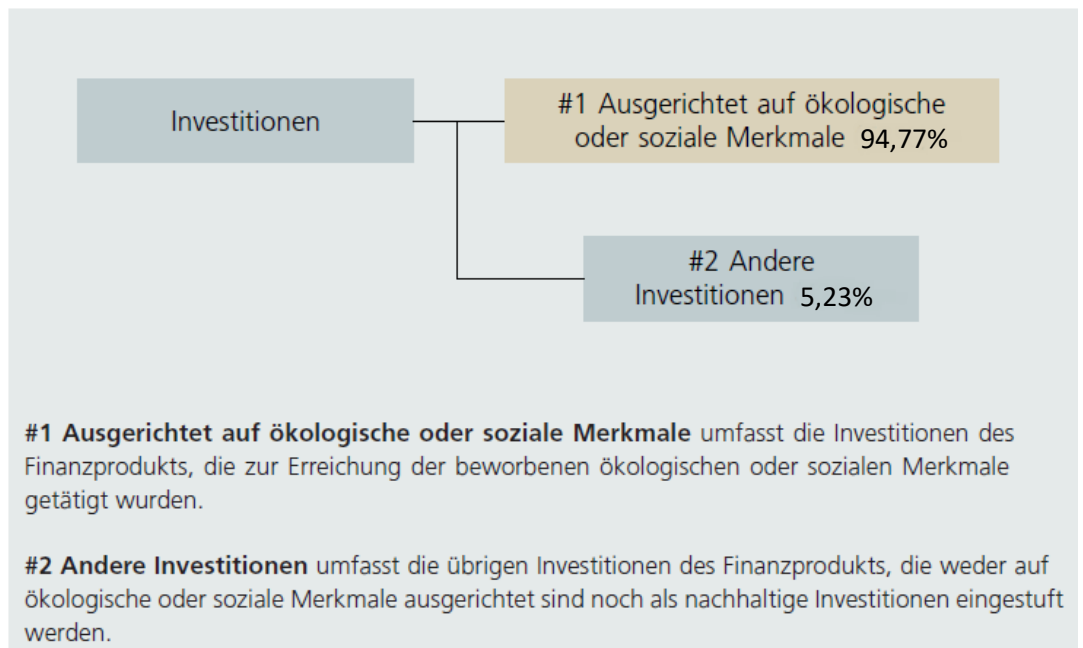 Investitionen
#1 Ausgerichtet auf ökologische
oder soziale Merkmale 94,77%
#2 Andere
Investitionen 5,23%
#1 Ausgerichtet auf ökologische oder soziale Merkmale umfasst die Investitionen des
Finanzprodukts, die zur Erreichung der beworbenen ökologischen oder sozialen Merkmale
getätigt wurden.
#2 Andere Investitionen umfasst die übrigen Investitionen des Finanzprodukts, die weder auf
ökologische oder soziale Merkmale ausgerichtet sind noch als nachhaltige Investitionen eingestuft
werden.